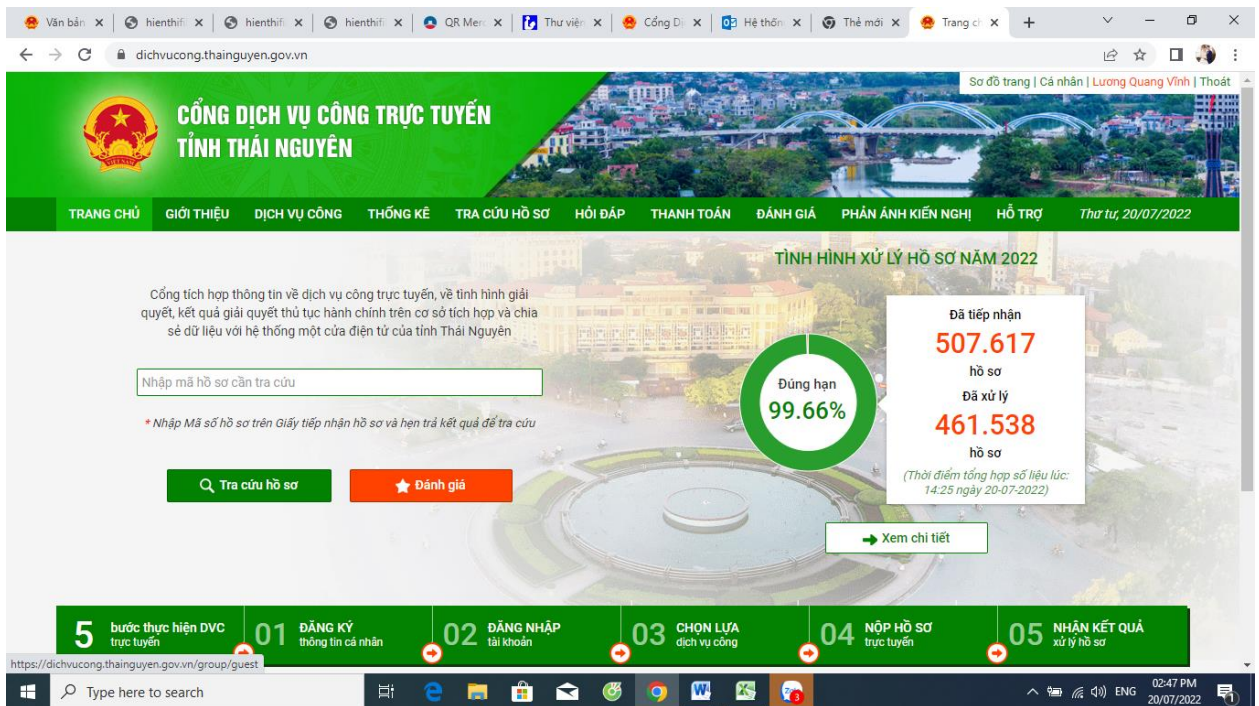 Văn bản
hienthifi
hienthifi
hienthifi
QR Merc
Thư viện
Cổng Dị
Hệ thốn
Thẻ mới
Trang ch
dichvucong.thainguyen.gov.vn
Sơ đồ trang | Cá nhân | Lương Quang Vĩnh | Thoát
CỔNG DỊCH VỤ CÔNG TRỰC TUYẾN
TỈNH THÁI NGUYÊN
VIỆT NAM
TRANG CHỦ GIỚI THIỆU DỊCH VỤ CÔNG THỐNG KÊ TRA CỨU HỒ SƠ HỎI ĐÁP THANH TOÁN ĐÁNH GIÁ PHẢN ÁNH KIẾN NGHỊ HỖ TRỢ Thứ tư, 20/07/2022
Cổng tích hợp thông tin về dịch vụ công trực tuyến, về tình hình giải
quyết, kết quả giải quyết thủ tục hành chính trên cơ sở tích hợp và chia
sẻ dữ liệu với hệ thống một cửa điện tử của tỉnh Thái Nguyên
Nhập mã hồ sơ cần tra cứu
* Nhập Mã số hồ sơ trên Giấy tiếp nhận hồ sơ và hẹn trả kết quả để tra cứu
Tra cứu hồ sơ
Đánh giá
TÌNH HÌNH XỬ LÝ HỒ SƠ NĂM 2022
Đúng hạn
99.66%
Đã tiếp nhận
507.617
hồ sơ
Đã xử lý
461.538
hồ sơ
(Thời điểm tổng hợp số liệu lúc:
14:25 ngày 20-07-2022)
Xem chi tiết
5 bước thực hiện DVC
trực tuyến
01 ĐĂNG KÝ
thông tin cá nhân
02 ĐĂNG NHẬP
tài khoản
03 CHỌN LỰA
dịch vụ công
04 NỘP HỒ SƠ
trực tuyến
05 NHẬN KẾT QUẢ
xử lý hồ sơ
https://dichvucong.thainguyen.gov.vn/group/guest
Type here to search
ENG
02:47 PM
20/07/2022